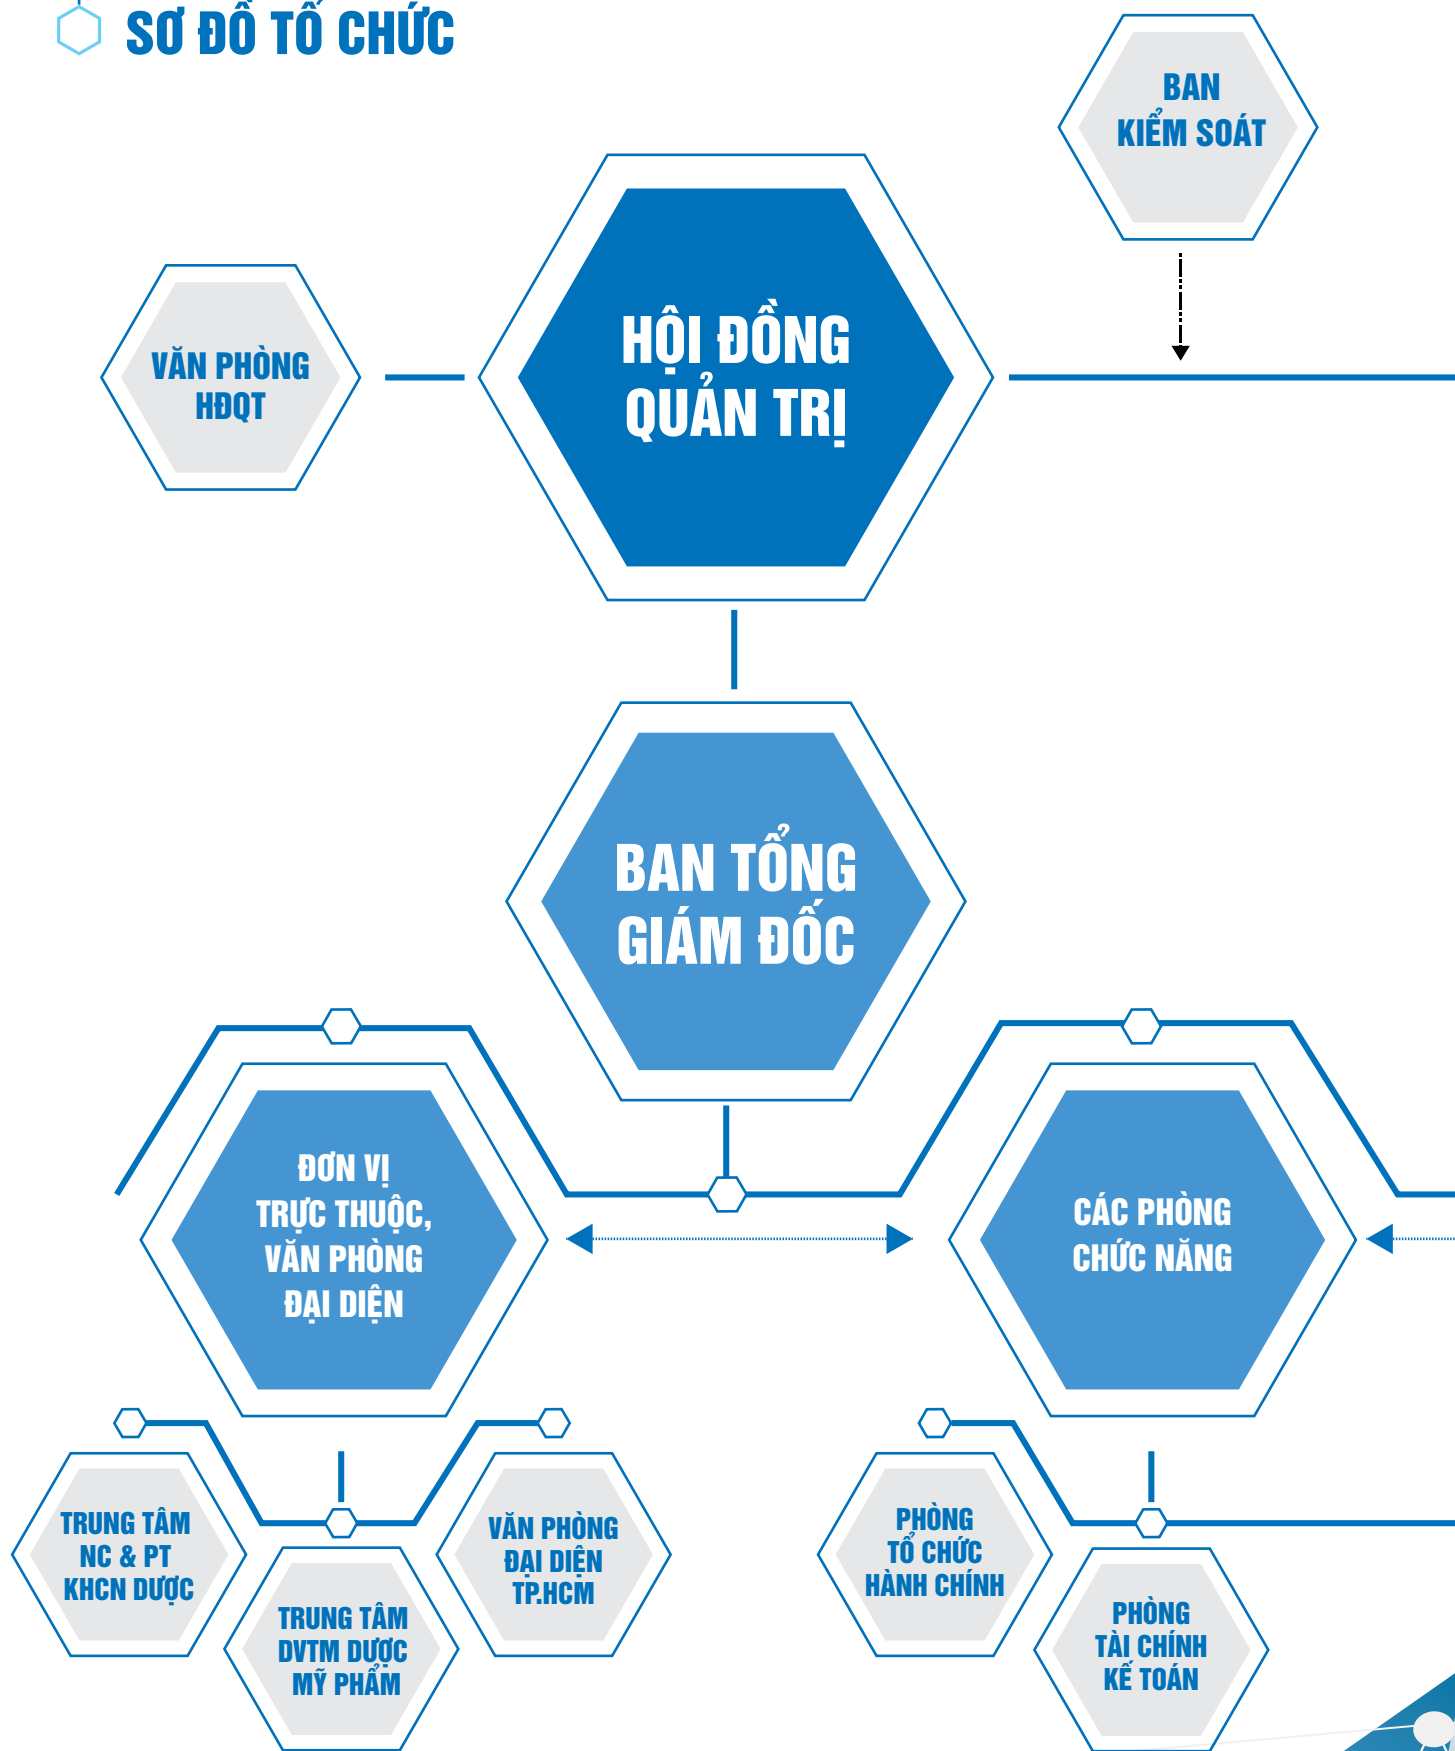 SƠ ĐỒ TỔ CHỨC
BAN
KIỂM SOÁT
HỘI ĐỒNG
QUẢN TRỊ
VĂN PHÒNG
HĐQT
BAN TỔNG
GIÁM ĐỐC
ĐƠN VỊ
TRỰC THUỘC,
VĂN PHÒNG
ĐẠI DIỆN
CÁC PHÒNG
CHỨC NĂNG
TRUNG TÂM
NC & PT
KHCN DƯỢC
TRUNG TÂM
DVTM DƯỢC
MỸ PHẨM
VĂN PHÒNG
ĐẠI DIỆN
TP.HCM
PHÒNG
TỔ CHỨC
HÀNH CHÍNH
PHÒNG
TÀI CHÍNH
KẾ TOÁN